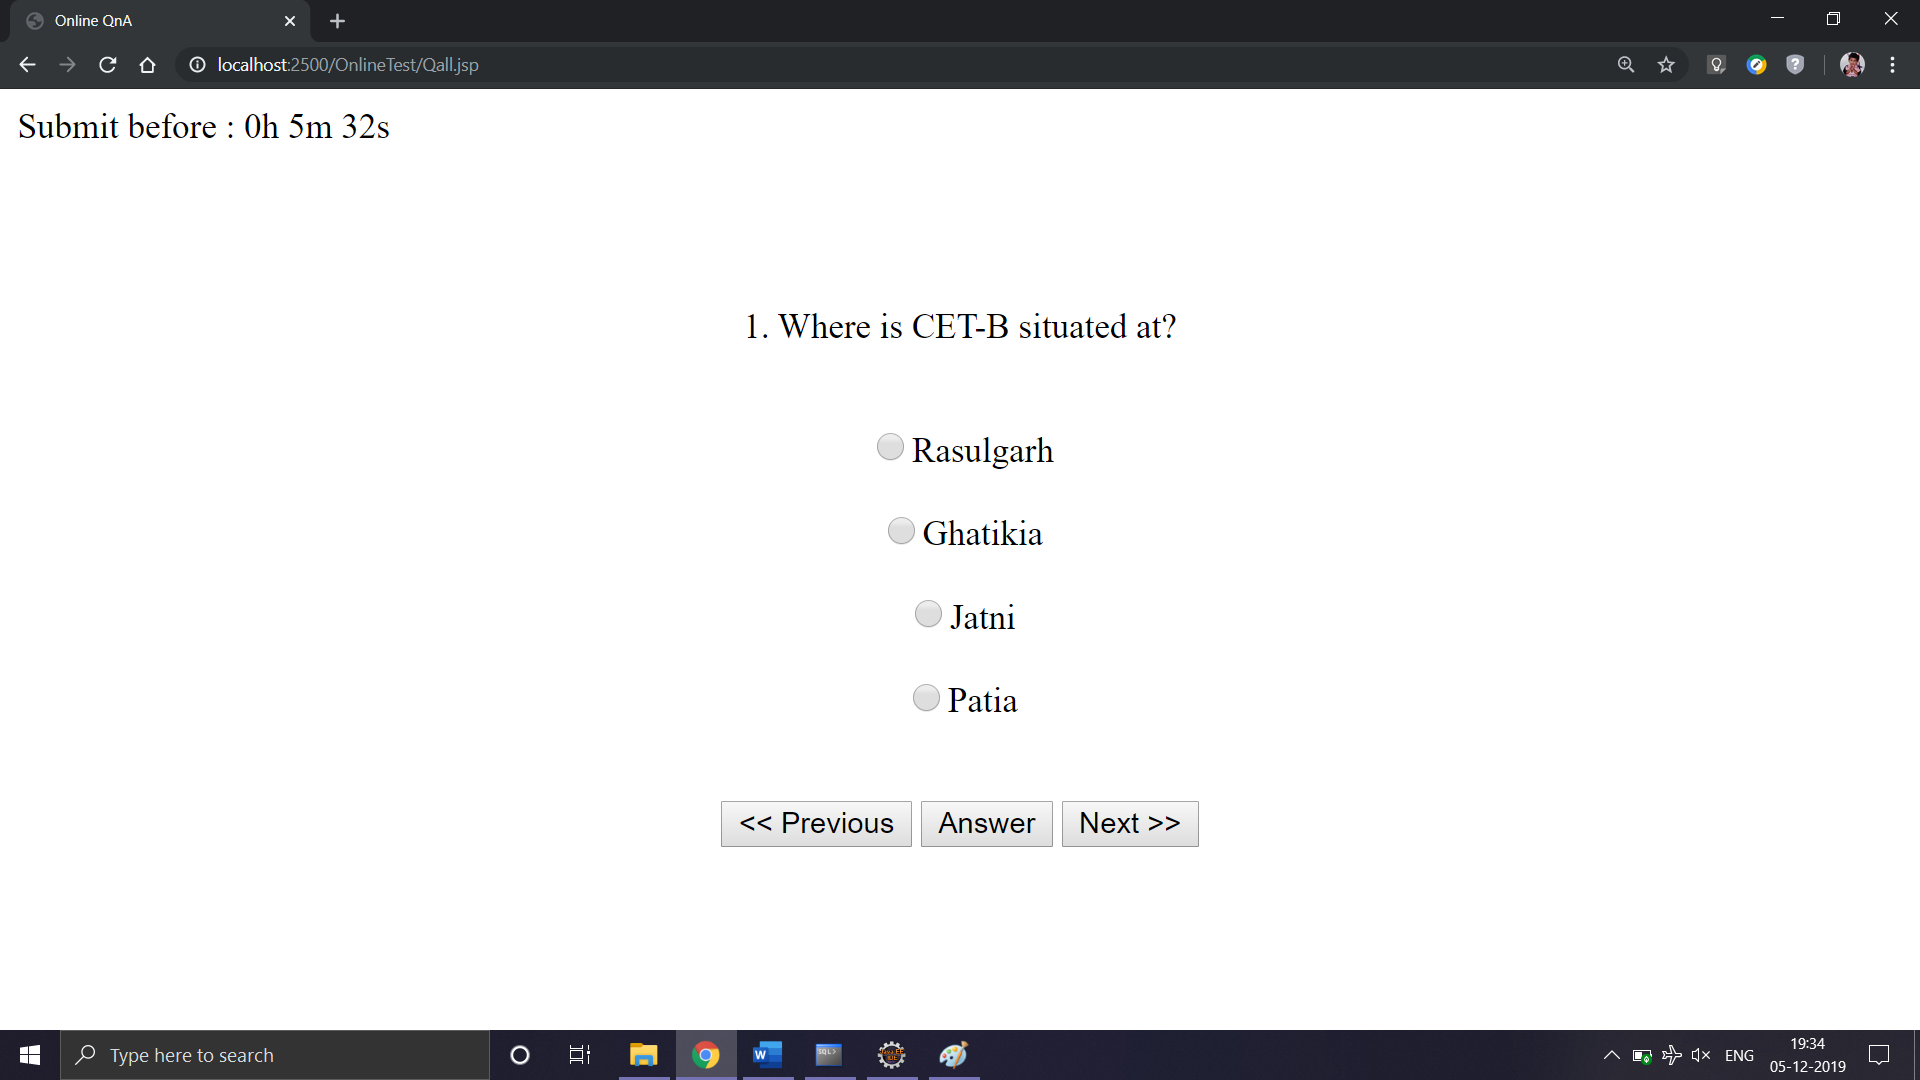 Online QnA
localhost:2500/OnlineTest/Qall.jsp
Submit before : 0h 5m 32s
1. Where is CET-B situated at?
Rasulgarh
Ghatikia
Jatni
Patia
<< Previous
Answer
Next >>
Type here to search
ENG
19:34
05-12-2019